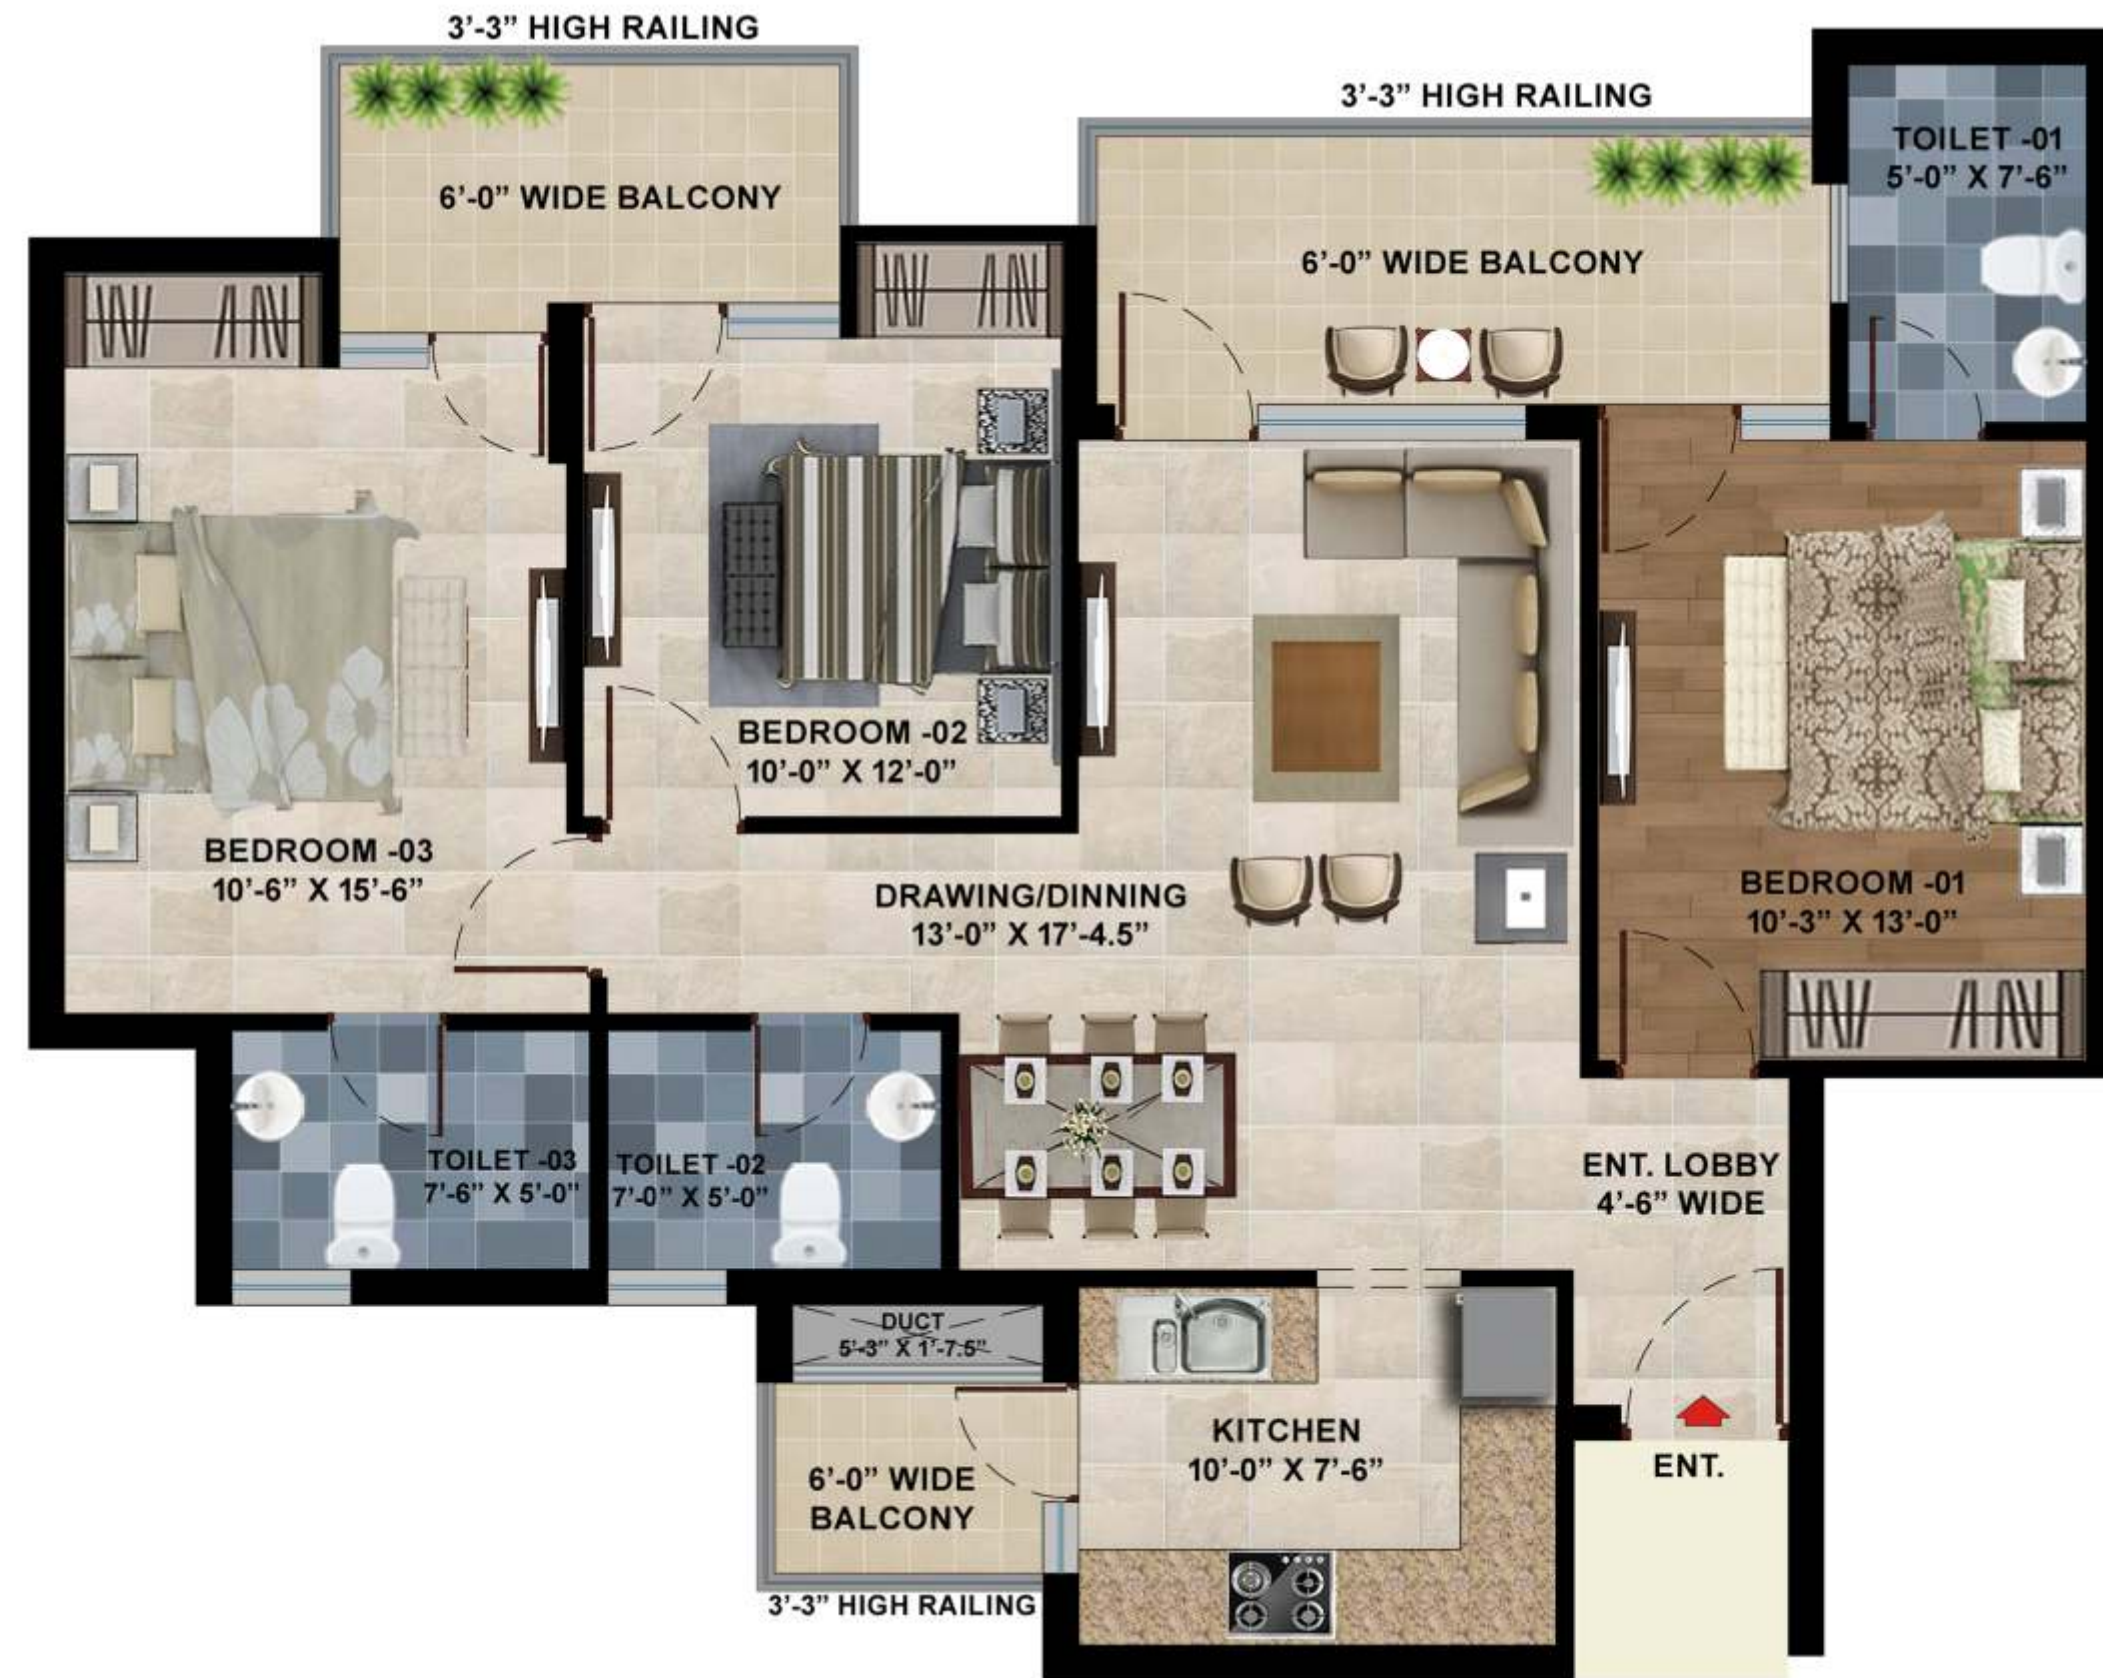 3’-3” HIGH RAILING
3’-3” HIGH RAILING
TOILET -01
5’-0” X 7’-6”
6’-0” WIDE BALCONY
6’-0” WIDE BALCONY
BEDROOM -02
10’-0” X 12’-0”
BEDROOM -03
10’-6” X 15’-6”
DRAWING/DINNING
13’-0” X 17’-4.5”
BEDROOM -01
10’-3” X 13’-0”
TOILET -03
7’-6” X 5’-0”
TOILET -02
7’-0” X 5’-0”
ENT. LOBBY
4’-6” WIDE
DUCT
5’-3” X 1’-7.5”
KITCHEN
10’-0” X 7’-6”
6’-0” WIDE
BALCONY
ENT.
3’-3” HIGH RAILING